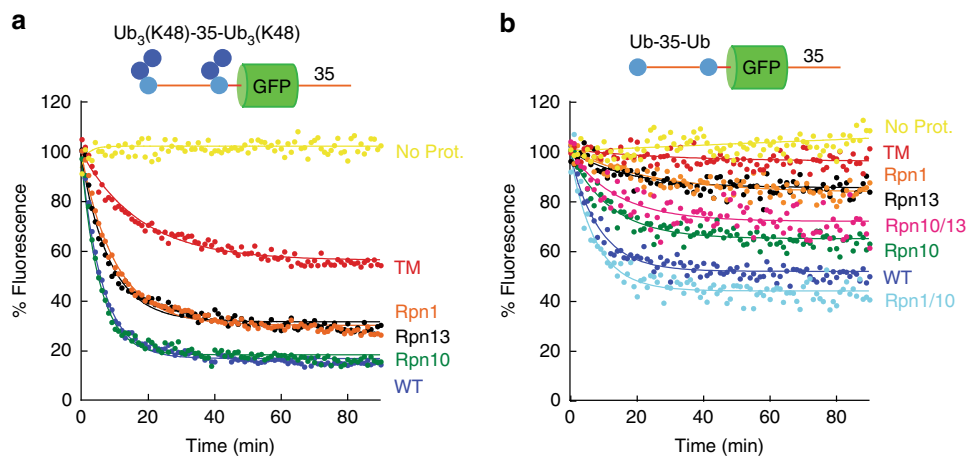 a
Ub₃(K48)-35-Ub₃(K48)
GFP
35
120
100
80
60
40
20
0
% Fluorescence
No Prot.
TM
Rpn1
Rpn13
Rpn10
WT
0 20 40 60 80
Time (min)
b
Ub-35-Ub
GFP
35
120
100
80
60
40
20
0
% Fluorescence
No Prot.
TM
Rpn1
Rpn13
Rpn10/13
Rpn10
WT
Rpn1/10
0 20 40 60 80
Time (min)